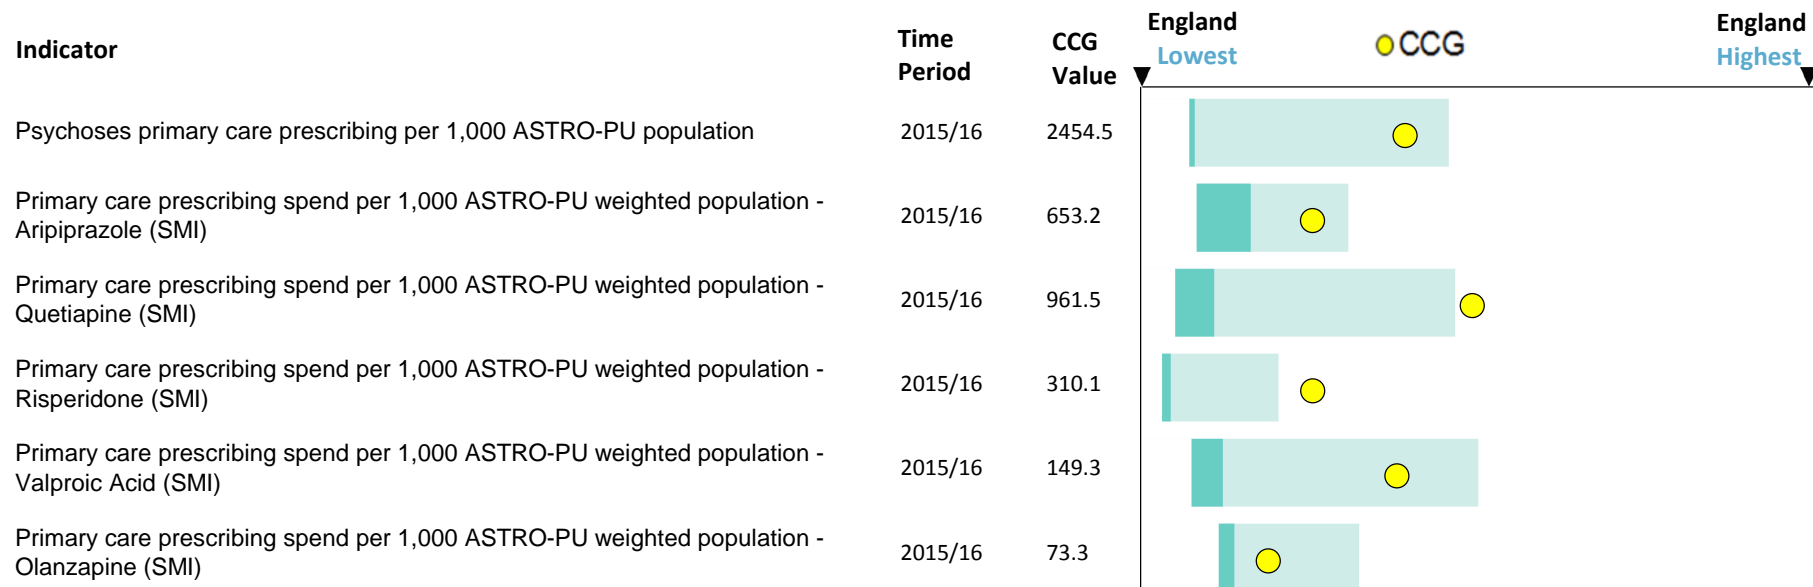 Indicator
Time
Period
CCG
Value
England
Lowest
CCG
England
Highest
Psychoses primary care prescribing per 1,000 ASTRO-PU population 2015/16 2454.5
Primary care prescribing spend per 1,000 ASTRO-PU weighted population -
Aripiprazole (SMI) 2015/16 653.2
Primary care prescribing spend per 1,000 ASTRO-PU weighted population -
Quetiapine (SMI) 2015/16 961.5
Primary care prescribing spend per 1,000 ASTRO-PU weighted population -
Risperidone (SMI) 2015/16 310.1
Primary care prescribing spend per 1,000 ASTRO-PU weighted population -
Valproic Acid (SMI) 2015/16 149.3
Primary care prescribing spend per 1,000 ASTRO-PU weighted population -
Olanzapine (SMI) 2015/16 73.3